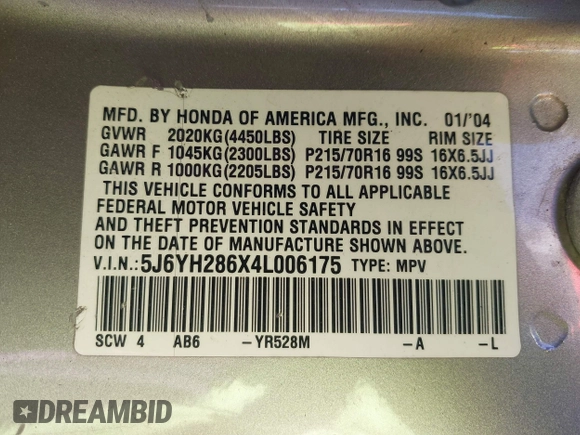 MFD. BY HONDA OF AMERICA MFG., INC. 01/'04
GVWR 2020KG(4450LBS) TIRE SIZE RIM SIZE
GAWR F 1045KG(2300LBS) P215/70R16 99S 16X6.5JJ
GAWR R 1000KG(2205LBS) P215/70R16 99S 16X6.5JJ
THIS VEHICLE CONFORMS TO ALL APPLICABLE
FEDERAL MOTOR VEHICLE SAFETY
AND THEFT PREVENTION STANDARDS IN EFFECT
ON THE DATE OF MANUFACTURE SHOWN ABOVE.
V.I.N.:5J6YH286X4L006175 TYPE: MPV
SCW 4 AB6 -YR528M -A -L
DREAMBID